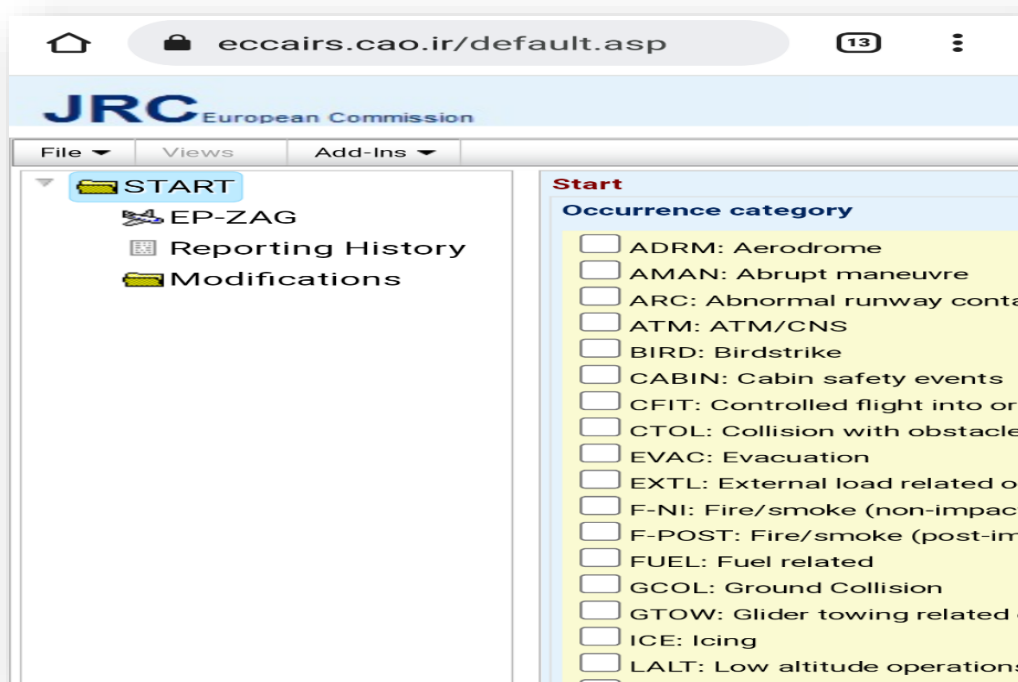 eccairs.cao.ir/default.asp
13
JRC European Commission
File Views Add-Ins
START
EP-ZAG
Reporting History
Modifications
Start
Occurrence category
ADRM: Aerodrome
AMAN: Abrupt maneuvre
ARC: Abnormal runway conta
ATM: ATM/CNS
BIRD: Birdstrike
CABIN: Cabin safety events
CFIT: Controlled flight into or
CTOL: Collision with obstacle
EVAC: Evacuation
EXTL: External load related o
F-NI: Fire/smoke (non-impac
F-POST: Fire/smoke (post-im
FUEL: Fuel related
GCOL: Ground Collision
GTOW: Glider towing related
ICE: Icing
LALT: Low altitude operations